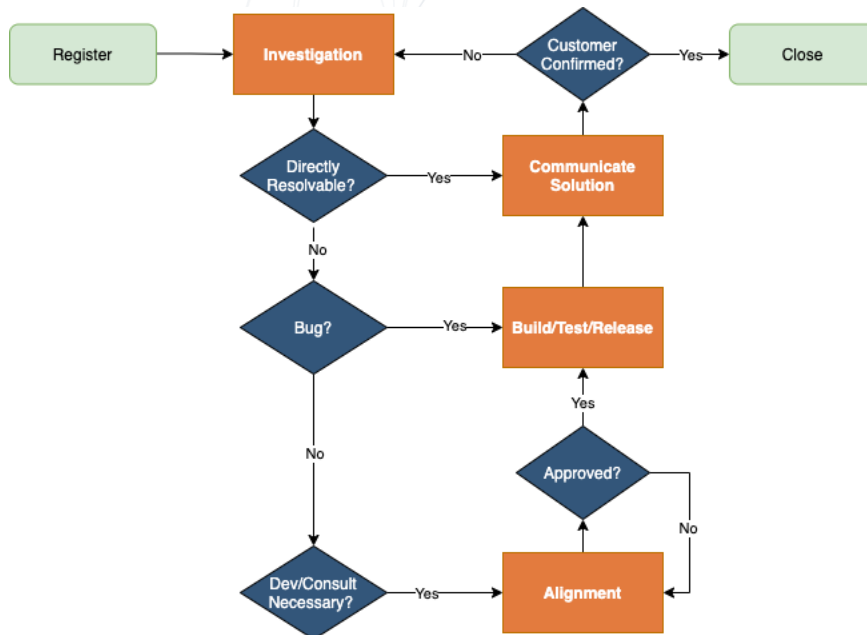 Register
Investigation
No
Customer
Confirmed?
Yes
Close
Directly
Resolvable?
Yes
Communicate
Solution
No
Bug?
Yes
Build/Test/Release
Yes
No
Approved?
No
Dev/Consult
Necessary?
Yes
Alignment